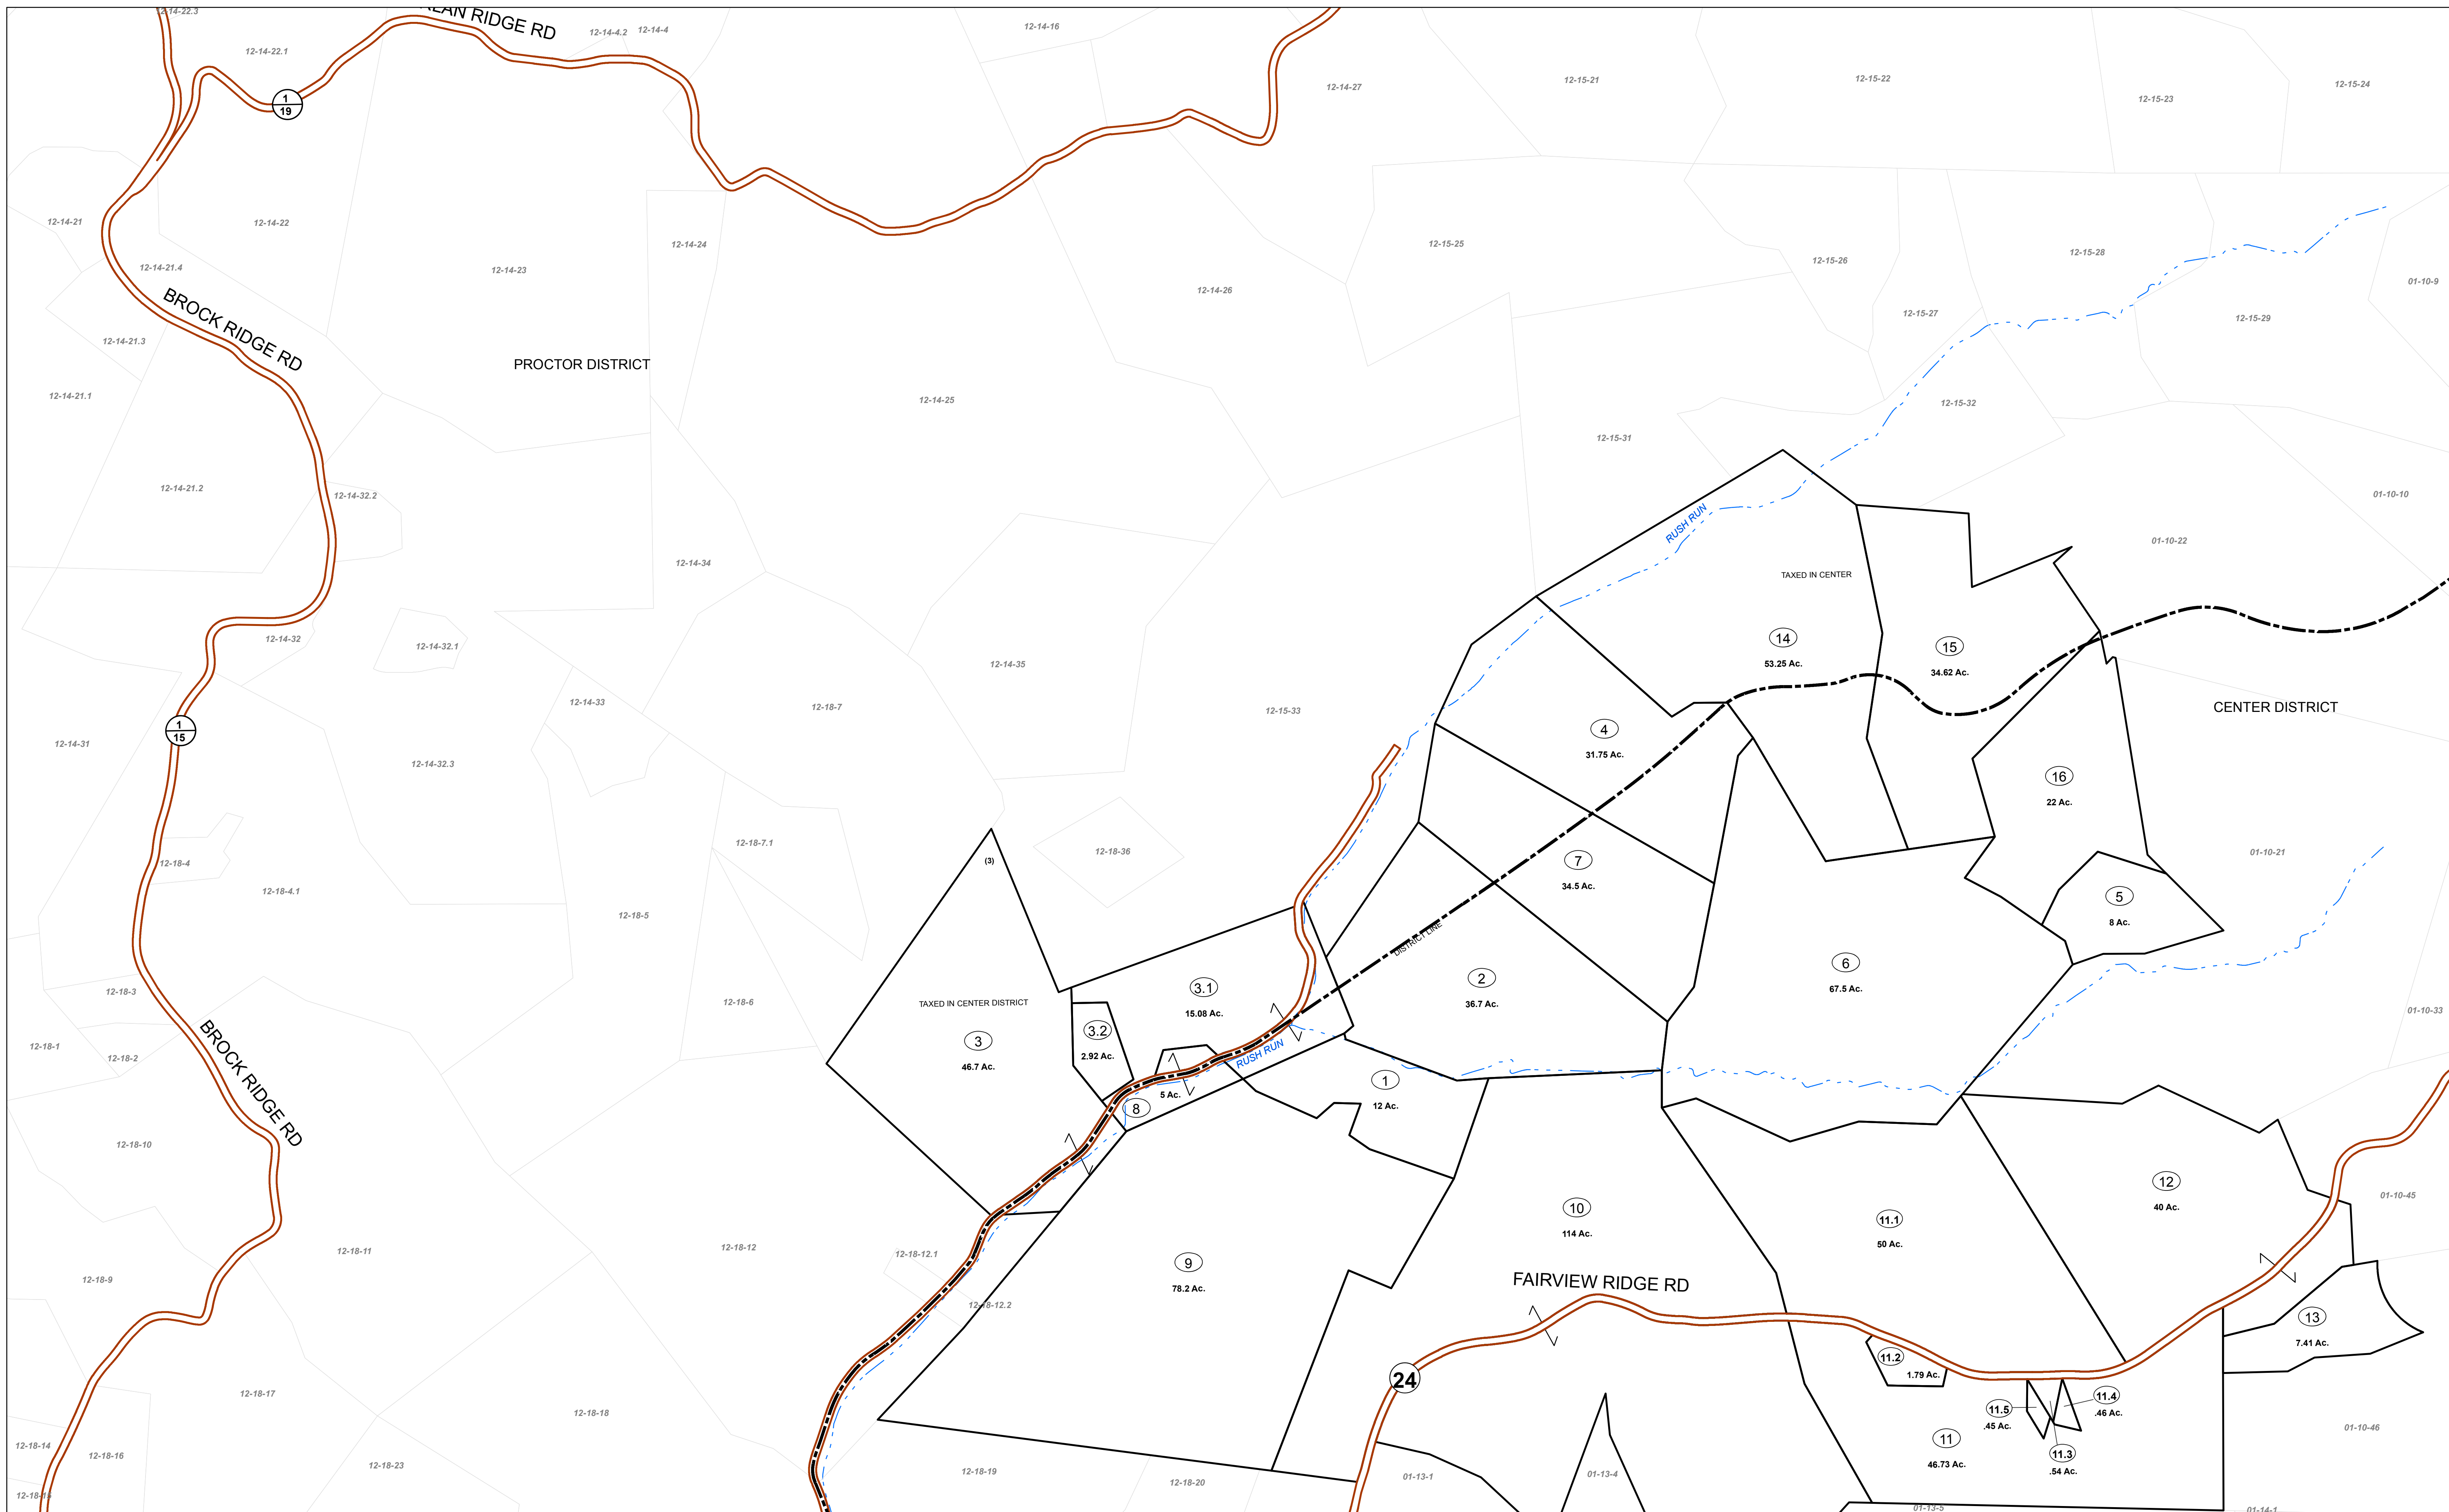 12-14-22.3
RIDGE RD
12-14-4.2
12-14-4
12-14-16
12-14-22.1
12-14-27
12-15-21
12-15-22
12-15-23
12-15-24
1
19
12-14-21
12-14-22
12-14-24
12-14-23
12-14-21.4
12-14-26
12-15-25
12-15-26
12-15-28
01-10-9
BROCK RIDGE RD
12-14-21.3
PROCTOR DISTRICT
12-15-27
12-15-29
12-14-21.1
12-14-25
12-15-32
12-15-31
12-14-21.2
12-14-32.2
01-10-10
RUSH RUN
01-10-22
12-14-34
TAXED IN CENTER
12-14-32
12-14-32.1
14
53.25 Ac.
15
34.62 Ac.
12-14-35
12-14-33
12-18-7
12-15-33
CENTER DISTRICT
1
15
12-14-31
12-14-32.3
4
31.75 Ac.
16
22 Ac.
12-18-7.1
12-18-36
12-18-4
(3)
7
34.5 Ac.
01-10-21
12-18-4.1
12-18-5
5
8 Ac.
DISTRICT LINE
12-18-3
12-18-6
TAXED IN CENTER DISTRICT
3.1
15.08 Ac.
2
36.7 Ac.
6
67.5 Ac.
01-10-33
3
46.7 Ac.
3.2
2.92 Ac.
12-18-1
12-18-2
RUSH RUN
BROCK RIDGE RD
1
12 Ac.
5 Ac.
8
12-18-10
12
40 Ac.
01-10-45
10
114 Ac.
11.1
50 Ac.
12-18-11
12-18-12
12-18-12.1
9
78.2 Ac.
12-18-9
FAIRVIEW RIDGE RD
12-18-12.2
13
7.41 Ac.
11.2
1.79 Ac.
24
12-18-17
12-18-18
11.4
.46 Ac.
11.5
.45 Ac.
01-10-46
12-18-14
12-18-16
11
46.73 Ac.
11.3
.54 Ac.
12-18-23
12-18-19
12-18-20
01-13-1
01-13-4
01-13-5
01-14-1